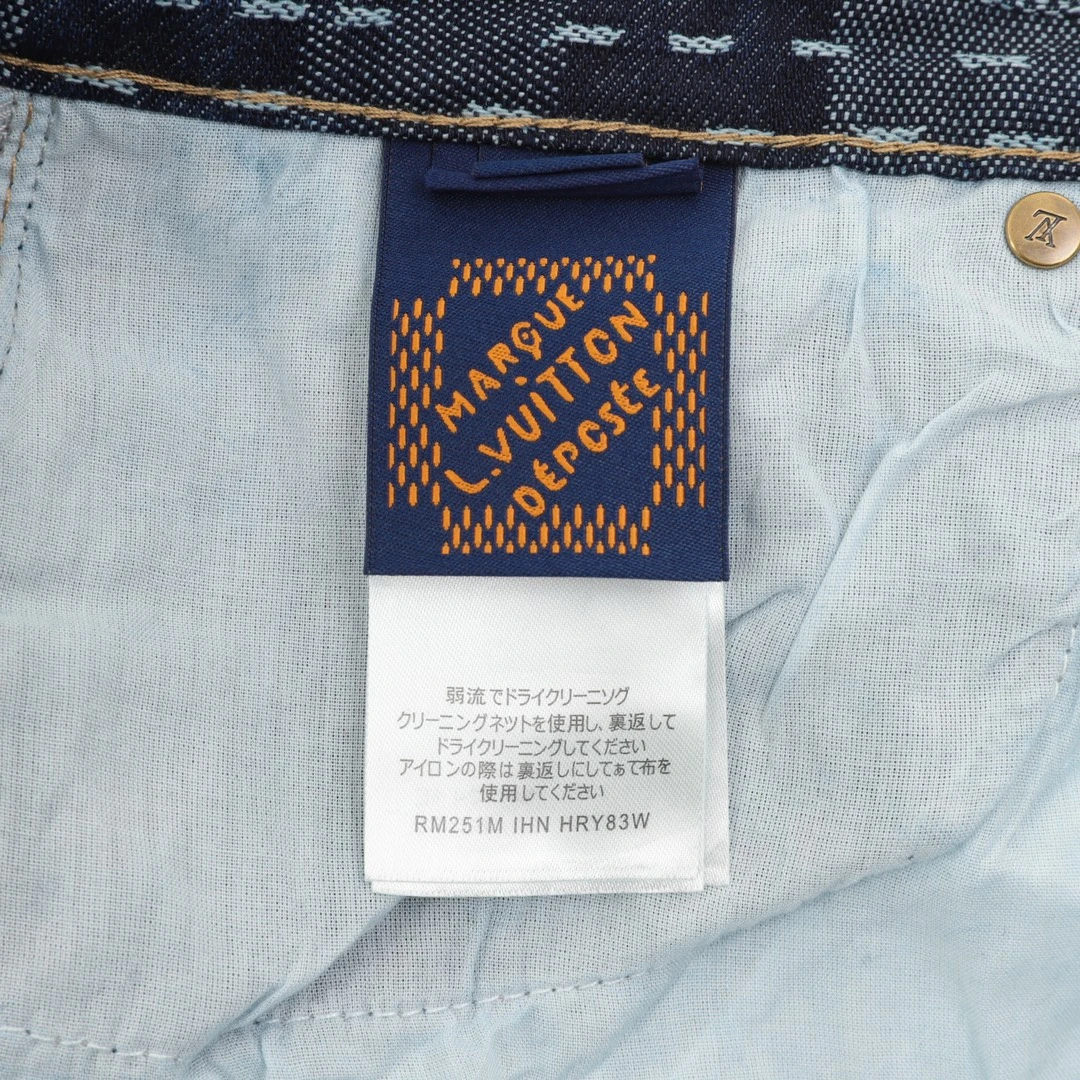 MARQUE
L.VUITTON
DÉPOSÉE
LV
弱流でドライクリーニソグ
クリーニングネットを使用し、裏返して
ドライクリーニングしてください
アイロンの際は裏返しにしてぁて布を
使用してください
RM251M IHN HRY83W